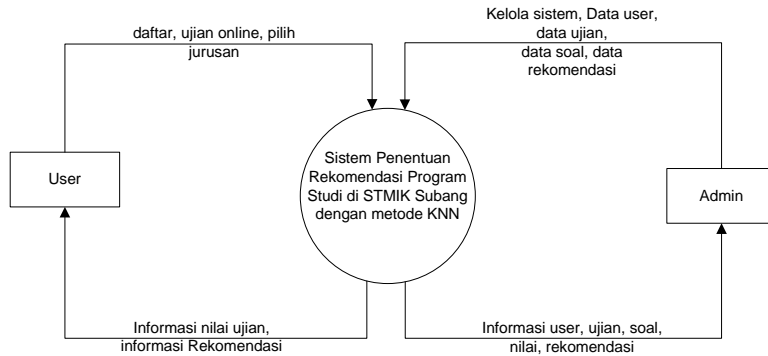 daftar, ujian online, pilih
jurusan
Kelola sistem, Data user,
data ujian,
data soal, data
rekomendasi
User
Sistem Penentuan
Rekomendasi Program
Studi di STMIK Subang
dengan metode KNN
Admin
Informasi nilai ujian,
informasi Rekomendasi
Informasi user, ujian, soal,
nilai, rekomendasi